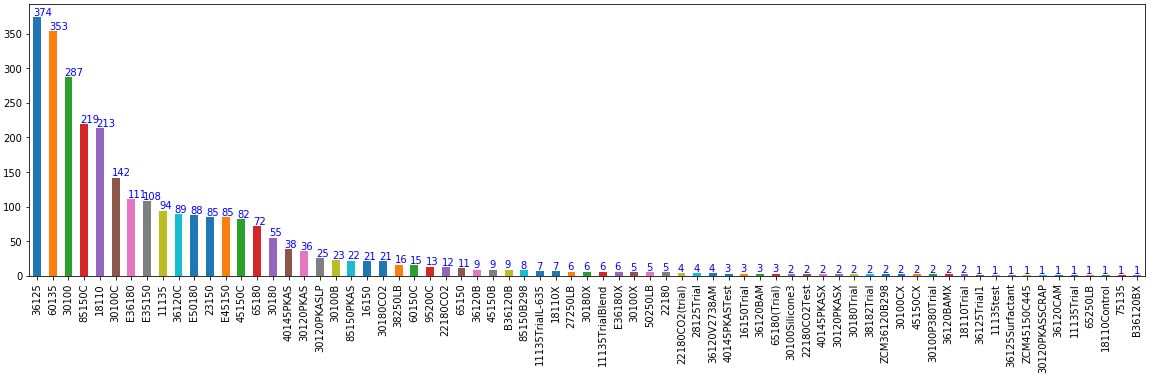 350
300
250
200
150
100
50
0
374
353
287
219
213
142
111
108
94
89
88
85
85
82
72
55
38
36
25
23
22
21
21
16
15
13
12
11
9
9
9
8
7
7
6
6
6
6
5
5
5
4
4
4
3
3
3
3
2
2
2
2
2
2
2
2
2
2
2
2
1
1
1
1
1
1
1
1
1
1
1
36125
60135
30100
85150C
18110
30100C
E36180
E35150
11135
36120C
E50180
23150
E45150
45150C
65180
30180
40145PKAS
30120PKAS
30120PKASLP
30100B
85150PKAS
16150
30180CO2
38250LB
60150C
95200C
22180CO2
65150
36120B
45150B
B36120B
85150B298
11135TrialL-635
18110X
27250LB
30180X
11135TrialBlend
E36180X
30100X
50250LB
22180
22180CO2(trial)
28125Trial
36120V2738AM
40145PKASTest
16150Trial
36120BAM
65180(Trial)
30100Silicone3
22180CO2Test
40145PKASX
30120PKASX
30180Trial
38182Trial
ZCM36120B298
30100CX
45150CX
30100P380Trial
36120BAMX
18110Trial
36125Trial1
11135test
36125Surfactant
ZCM45150C445
30120PKASSCRAP
36120CAM
11135Trial
65250LB
18110Control
75135
B36120BX